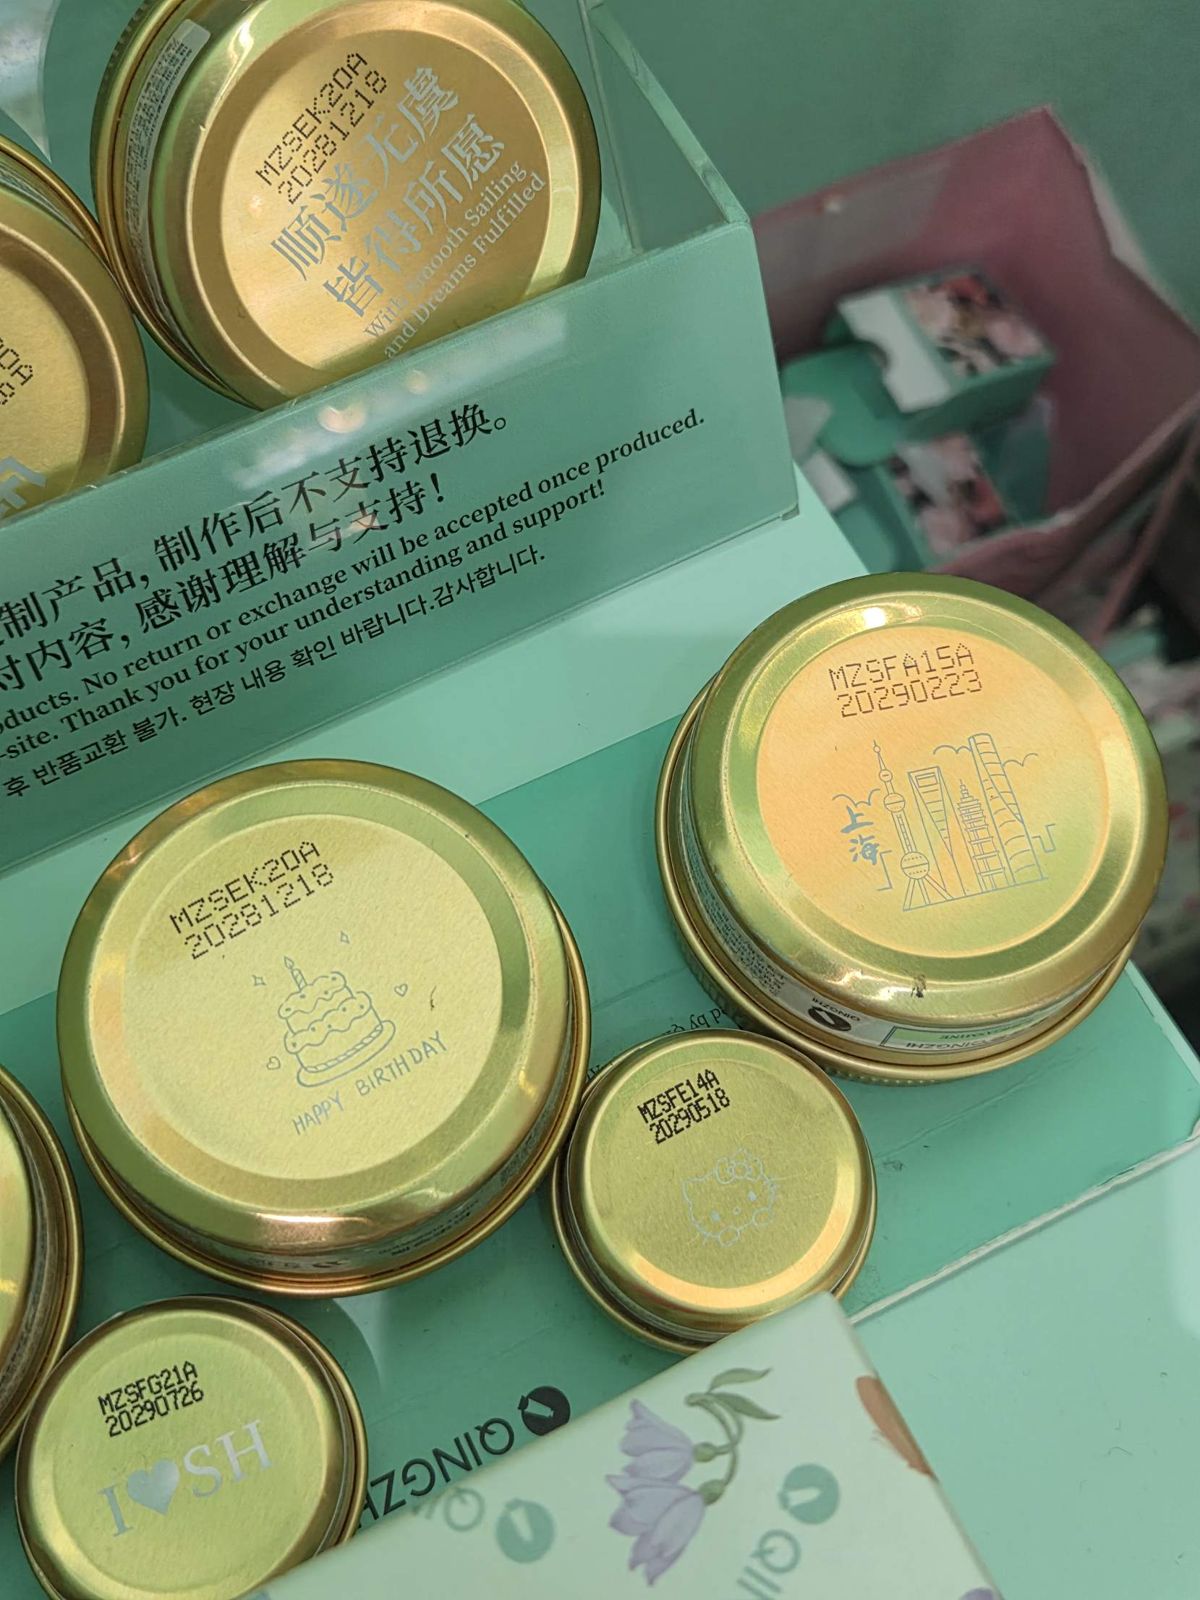 MZSEK20A
20281218
顺遂无虞
皆得所愿
With Smooth Sailing
and Dreams Fulfilled
制产品，制作后不支持退换。
对内容，感谢理解与支持！
No return or exchange will be accepted once produced.
-site. Thank you for your understanding and support!
후 반품교환 불가. 현장 내용 확인 바랍니다.감사합니다.
MZSFA15A
20290223
上海
QINGZHI
QINGZHI
MZSEK20A
20281218
HAPPY BIRTHDAY
MZSFE14A
20290518
MZSFG21A
20290726
I♥SH
QINGZH